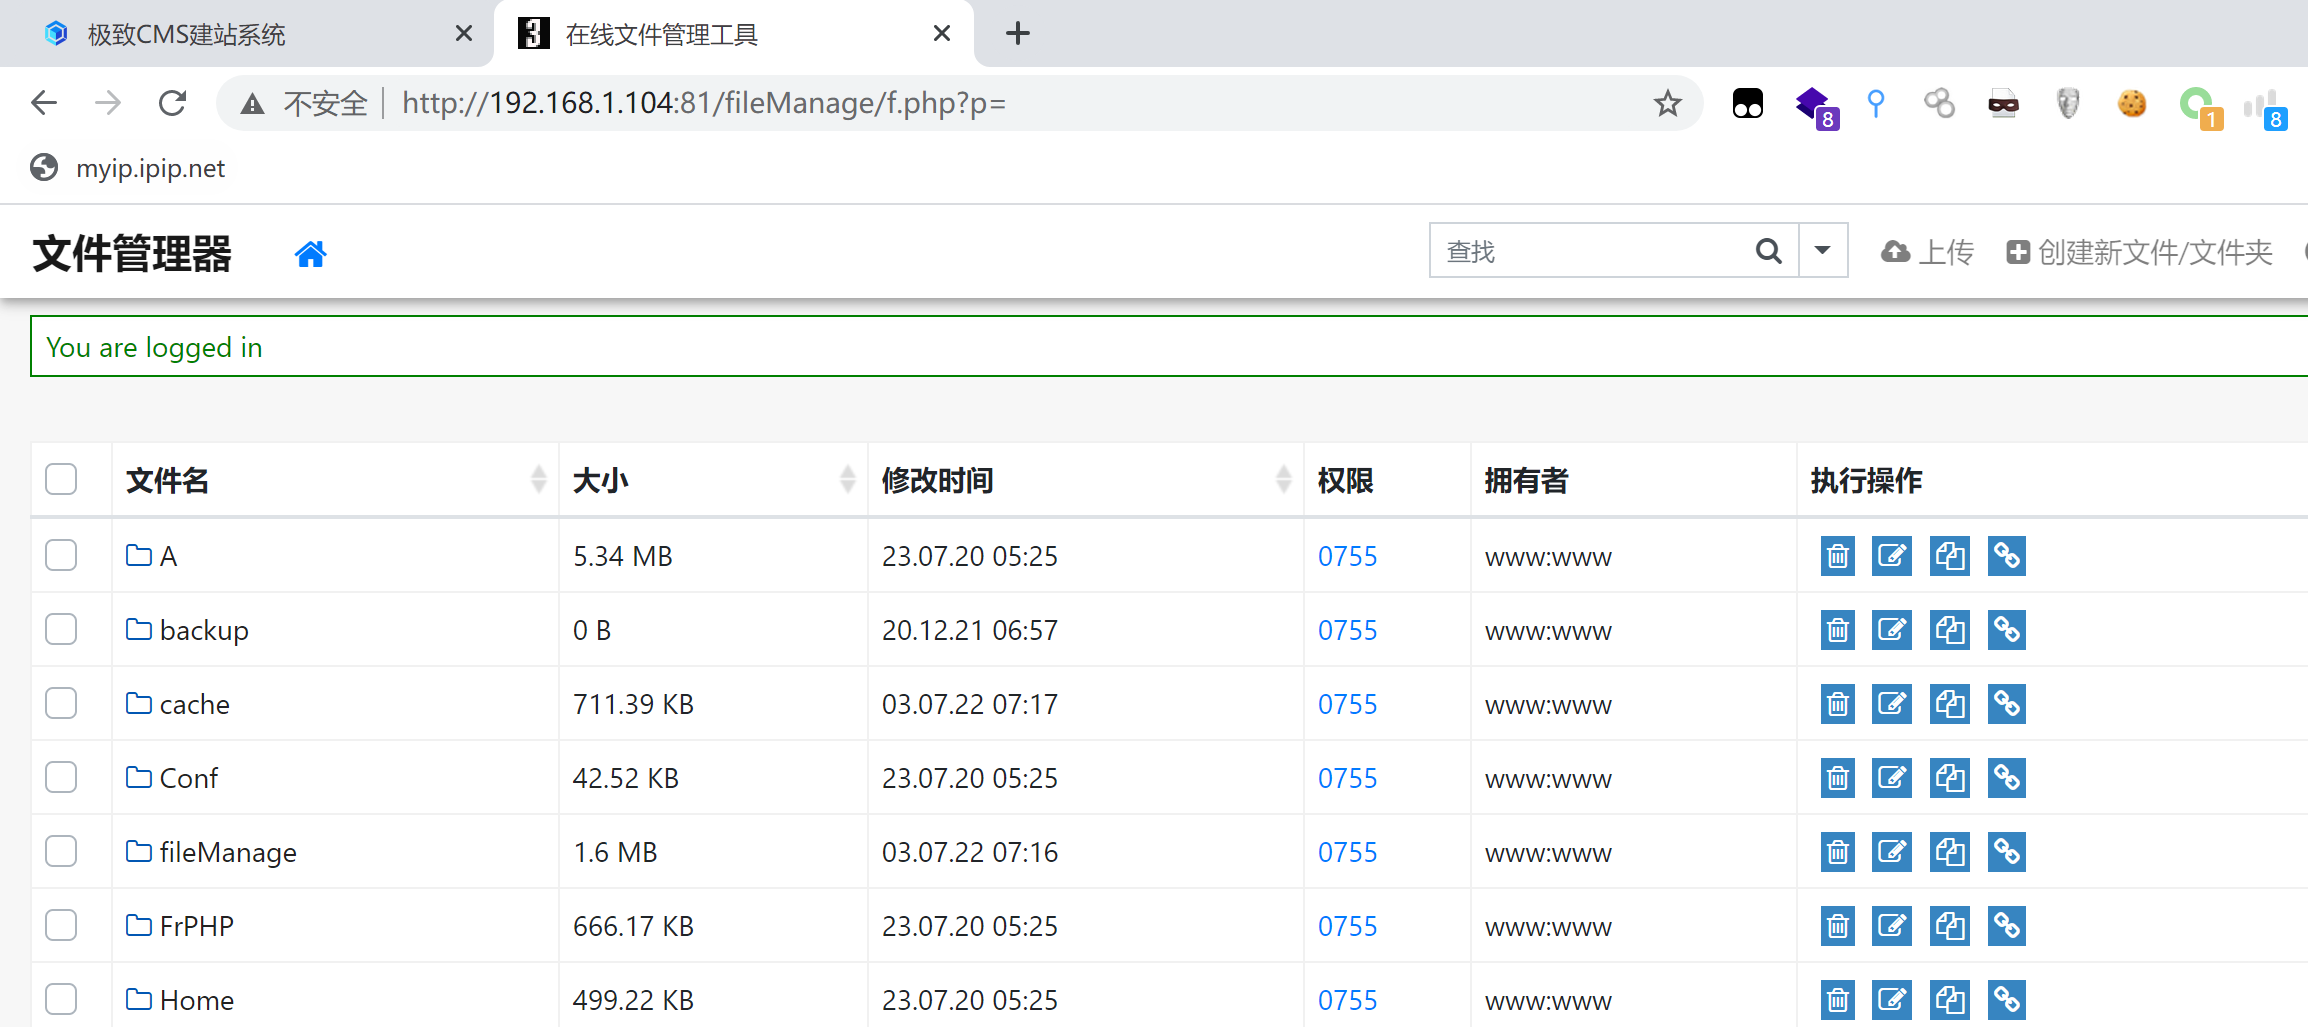 极致CMS建站系统
在线文件管理工具
不安全 http://192.168.1.104:81/fileManage/f.php?p=
8
1
8
myip.ipip.net
文件管理器 查找 上传 创建新文件/文件夹
You are logged in
文件名 大小 修改时间 权限 拥有者 执行操作
A 5.34 MB 23.07.20 05:25 0755 www:www
backup 0 B 20.12.21 06:57 0755 www:www
cache 711.39 KB 03.07.22 07:17 0755 www:www
Conf 42.52 KB 23.07.20 05:25 0755 www:www
fileManage 1.6 MB 03.07.22 07:16 0755 www:www
FrPHP 666.17 KB 23.07.20 05:25 0755 www:www
Home 499.22 KB 23.07.20 05:25 0755 www:www